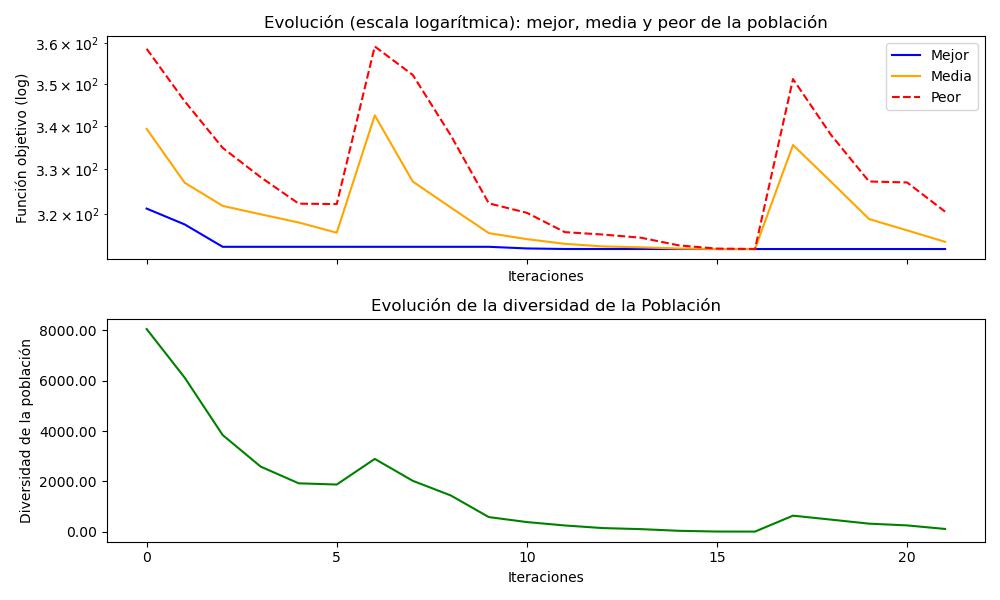 Evolución (escala logarítmica): mejor, media y peor de la población
Función objetivo (log)
3.6 × 10²
3.5 × 10²
3.4 × 10²
3.3 × 10²
3.2 × 10²
Mejor
Media
Peor
Iteraciones
Evolución de la diversidad de la Población
Diversidad de la población
8000.00
6000.00
4000.00
2000.00
0.00
0 5 10 15 20
Iteraciones